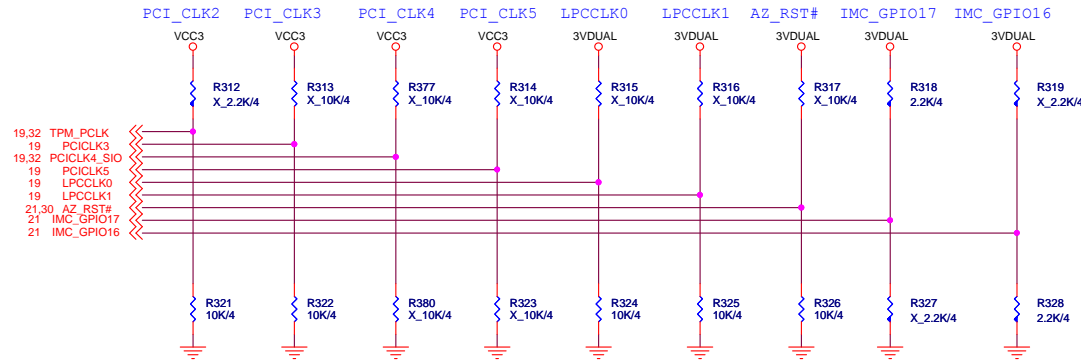 PCI_CLK2 PCI_CLK3 PCI_CLK4 PCI_CLK5 LPCCLK0 LPCCLK1 AZ_RST# IMC_GPIO17 IMC_GPIO16
VCC3 VCC3 VCC3 VCC3 3VDUAL 3VDUAL 3VDUAL 3VDUAL 3VDUAL
R312 R313 R377 R314 R315 R316 R317 R318 R319
X_2.2K/4 X_10K/4 X_10K/4 X_10K/4 X_10K/4 X_10K/4 X_10K/4 2.2K/4 X_2.2K/4
19,32 TPM_PCLK
19 PCICLK3
19,32 PCICLK4_SIO
19 PCICLK5
19 LPCCLK0
19 LPCCLK1
21,30 AZ_RST#
21 IMC_GPIO17
21 IMC_GPIO16
R321 R322 R380 R323 R324 R325 R326 R327 R328
10K/4 10K/4 X_10K/4 X_10K/4 10K/4 10K/4 10K/4 X_2.2K/4 2.2K/4